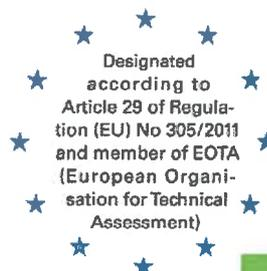 Designated
according to
Article 29 of Regula-
tion (EU) No 305/2011
and member of EOTA
(European Organi-
sation for Technical
Assessment)